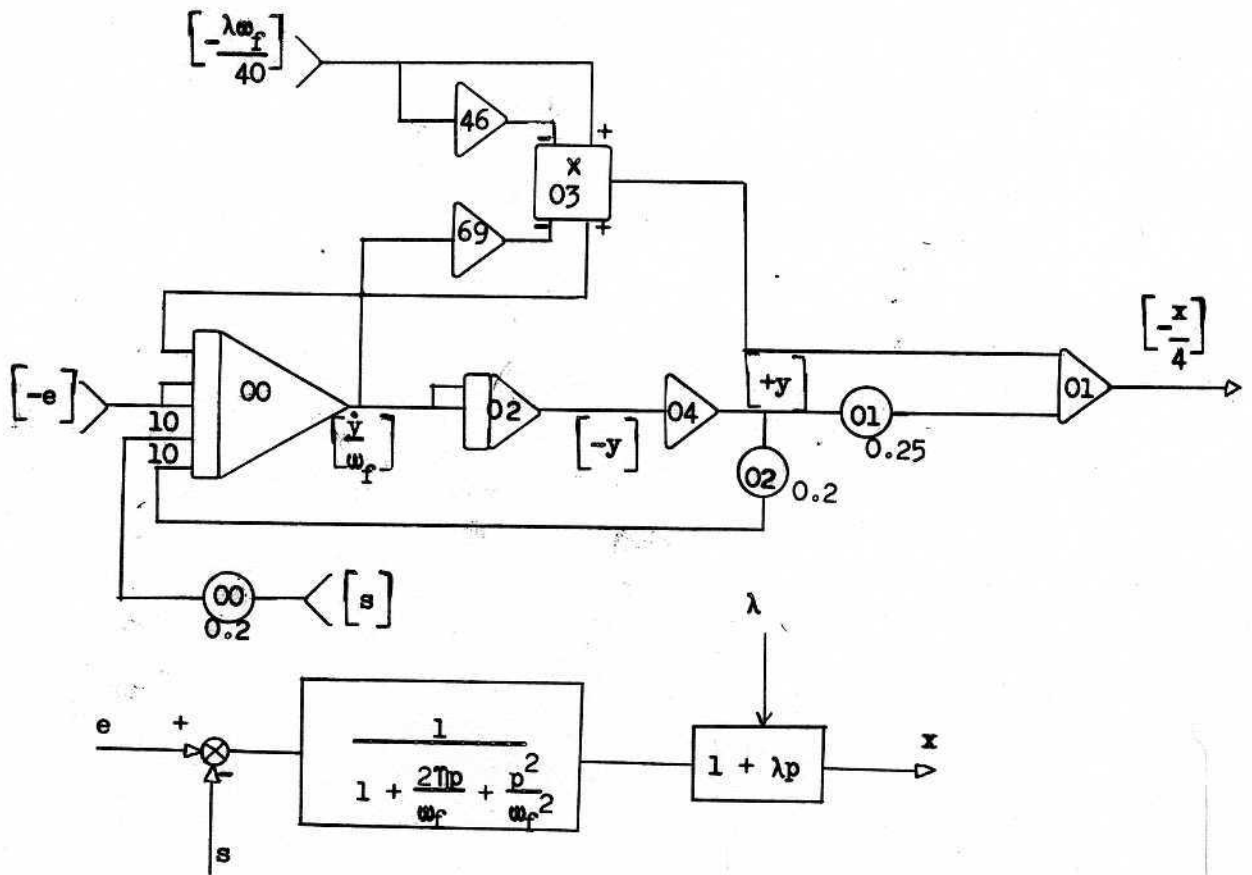 [-λω_f/40]
46
- +
X
03
69
- +
[-x/4]
[-e]
00
10
10
[ẏ/ω_f]
02
[-y]
04
[+y]
01
0.25
01
02
0.2
00
0.2
[s]
λ
e
+
-
s
1
1 + 2ηp/ω_f + p²/ω_f²
1 + λp
x